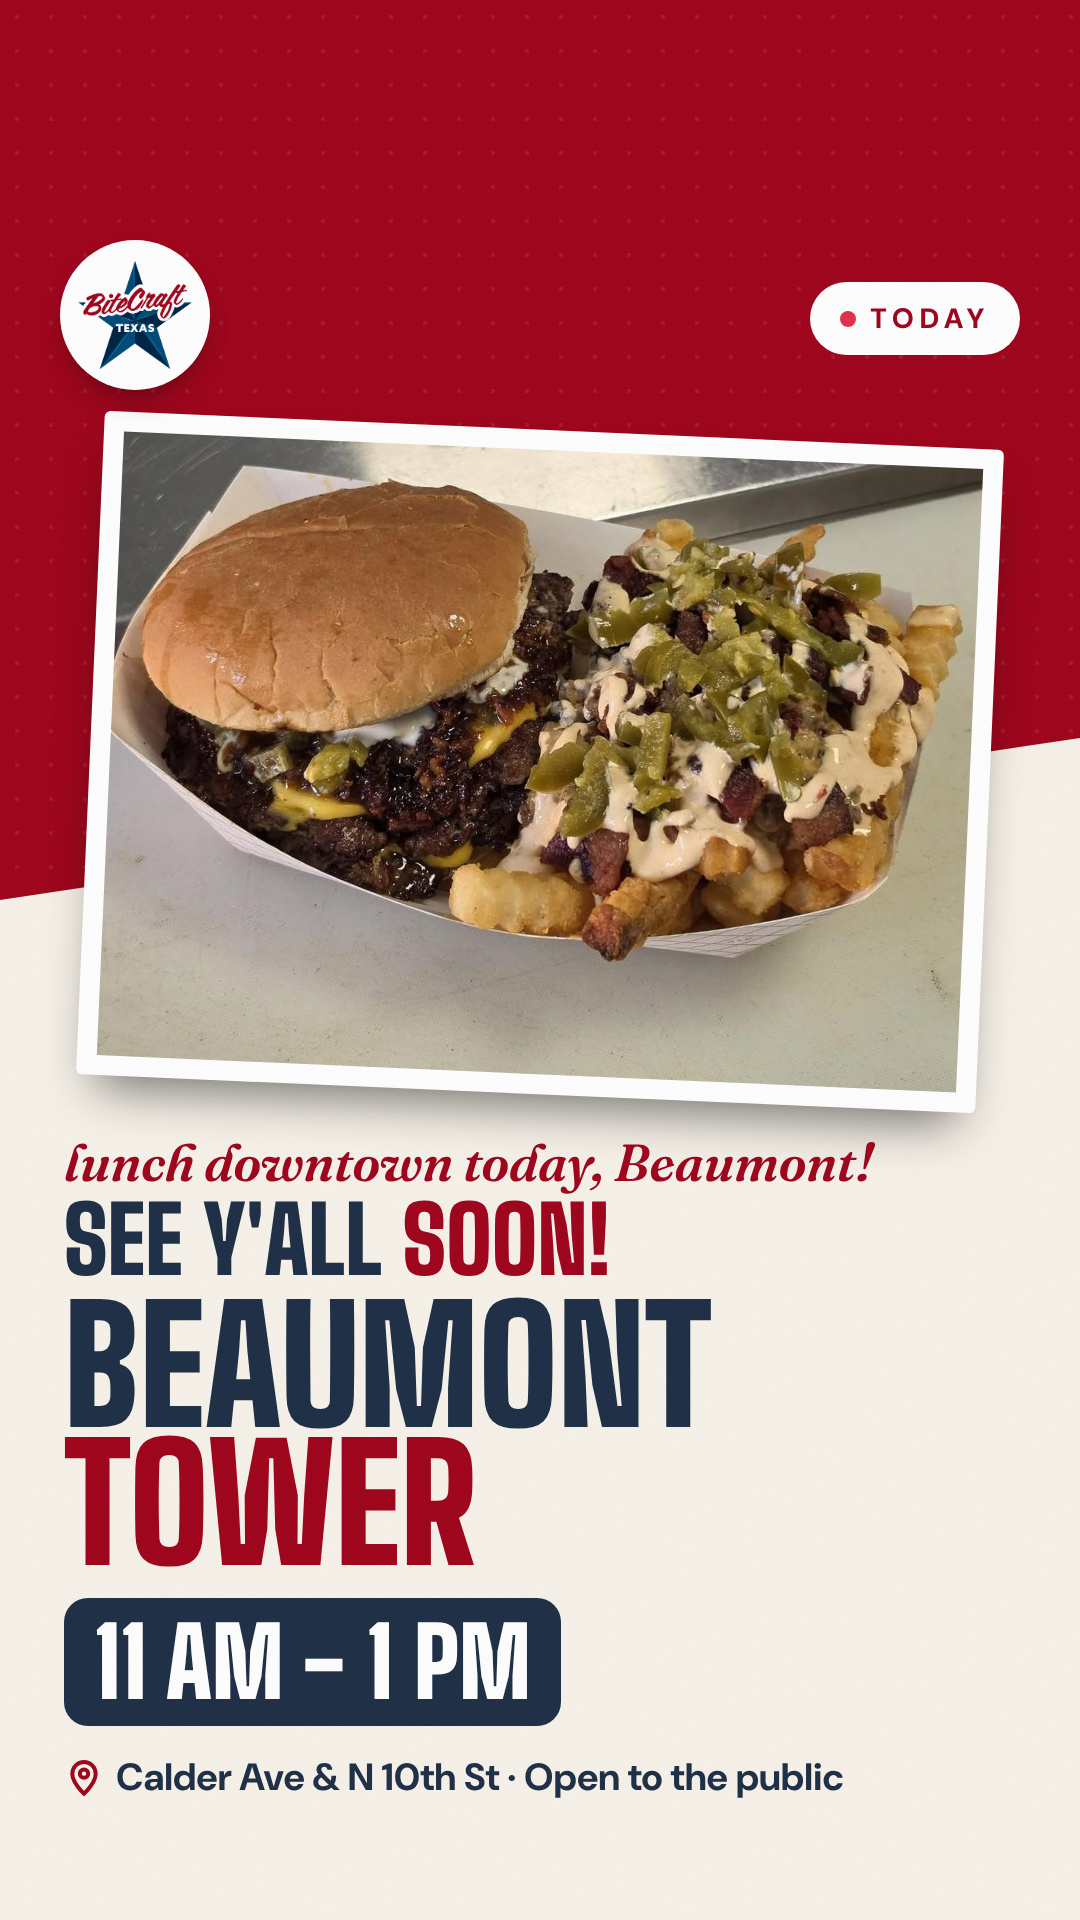 BiteCraft
TEXAS
TODAY
lunch downtown today, Beaumont!
SEE Y'ALL SOON!
BEAUMONT
TOWER
11 AM – 1 PM
Calder Ave & N 10th St · Open to the public